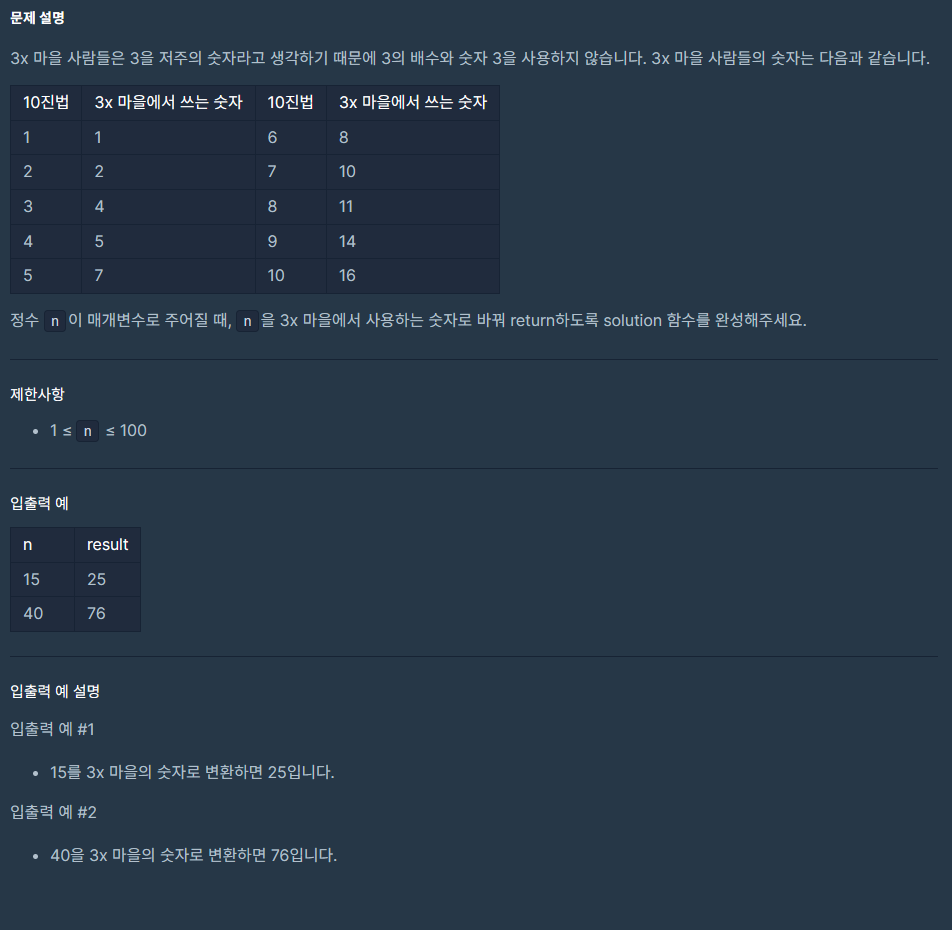 문제 설명
3x 마을 사람들은 3을 저주의 숫자라고 생각하기 때문에 3의 배수와 숫자 3을 사용하지 않습니다. 3x 마을 사람들의 숫자는 다음과 같습니다.
10진법 3x 마을에서 쓰는 숫자 10진법 3x 마을에서 쓰는 숫자
1 1 6 8
2 2 7 10
3 4 8 11
4 5 9 14
5 7 10 16
정수 n이 매개변수로 주어질 때, n을 3x 마을에서 사용하는 숫자로 바꿔 return하도록 solution 함수를 완성해주세요.
제한사항
• 1 ≤ n ≤ 100
입출력 예
n result
15 25
40 76
입출력 예 설명
입출력 예 #1
• 15를 3x 마을의 숫자로 변환하면 25입니다.
입출력 예 #2
• 40을 3x 마을의 숫자로 변환하면 76입니다.